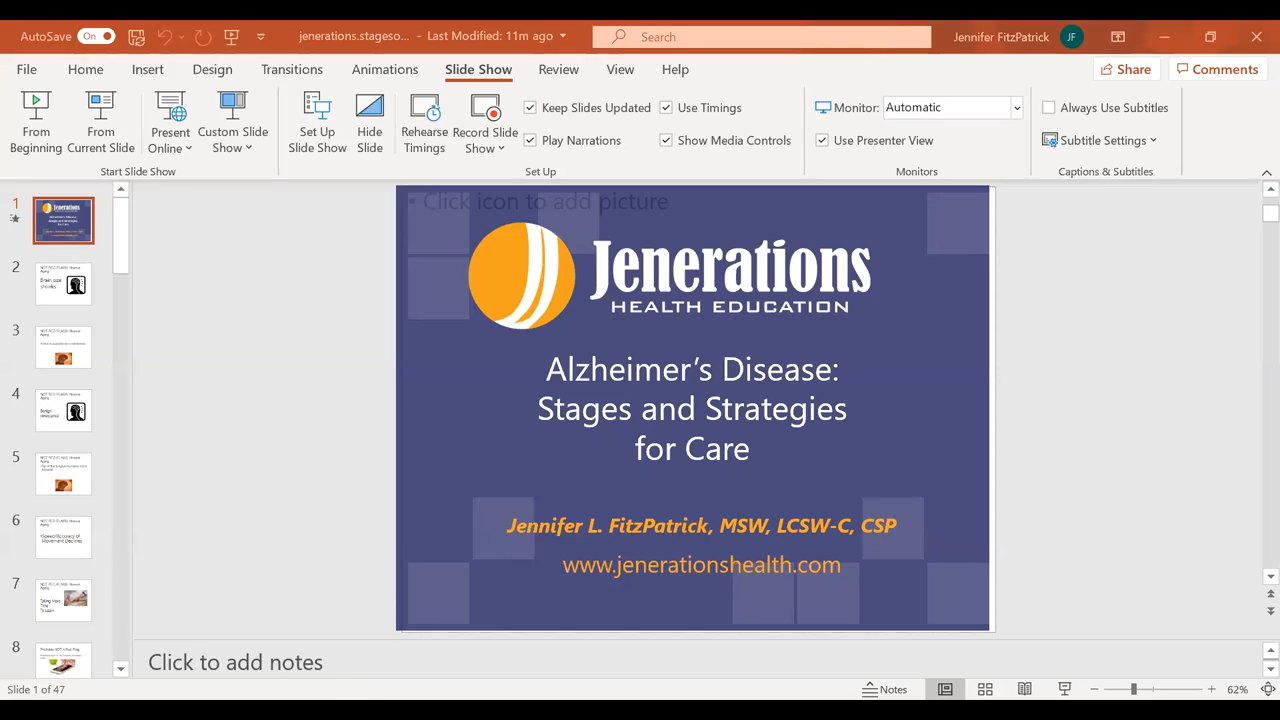 AutoSave On jenerations.stageso... - Last Modified: 11m ago Search Jennifer FitzPatrick JF
File Home Insert Design Transitions Animations Slide Show Review View Help Share Comments
From Beginning
From Current Slide
Present Online
Custom Slide Show
Start Slide Show
Set Up Slide Show
Hide Slide
Rehearse Timings
Record Slide Show
Keep Slides Updated
Play Narrations
Use Timings
Show Media Controls
Set Up
Monitor: Automatic
Use Presenter View
Monitors
Always Use Subtitles
Subtitle Settings
Captions & Subtitles
1
2
3
4
5
6
7
8
• Click icon to add picture
Jenerations
HEALTH EDUCATION
Alzheimer's Disease:
Stages and Strategies
for Care
Jennifer L. FitzPatrick, MSW, LCSW-C, CSP
www.jenerationshealth.com
Click to add notes
Slide 1 of 47 Notes 62%